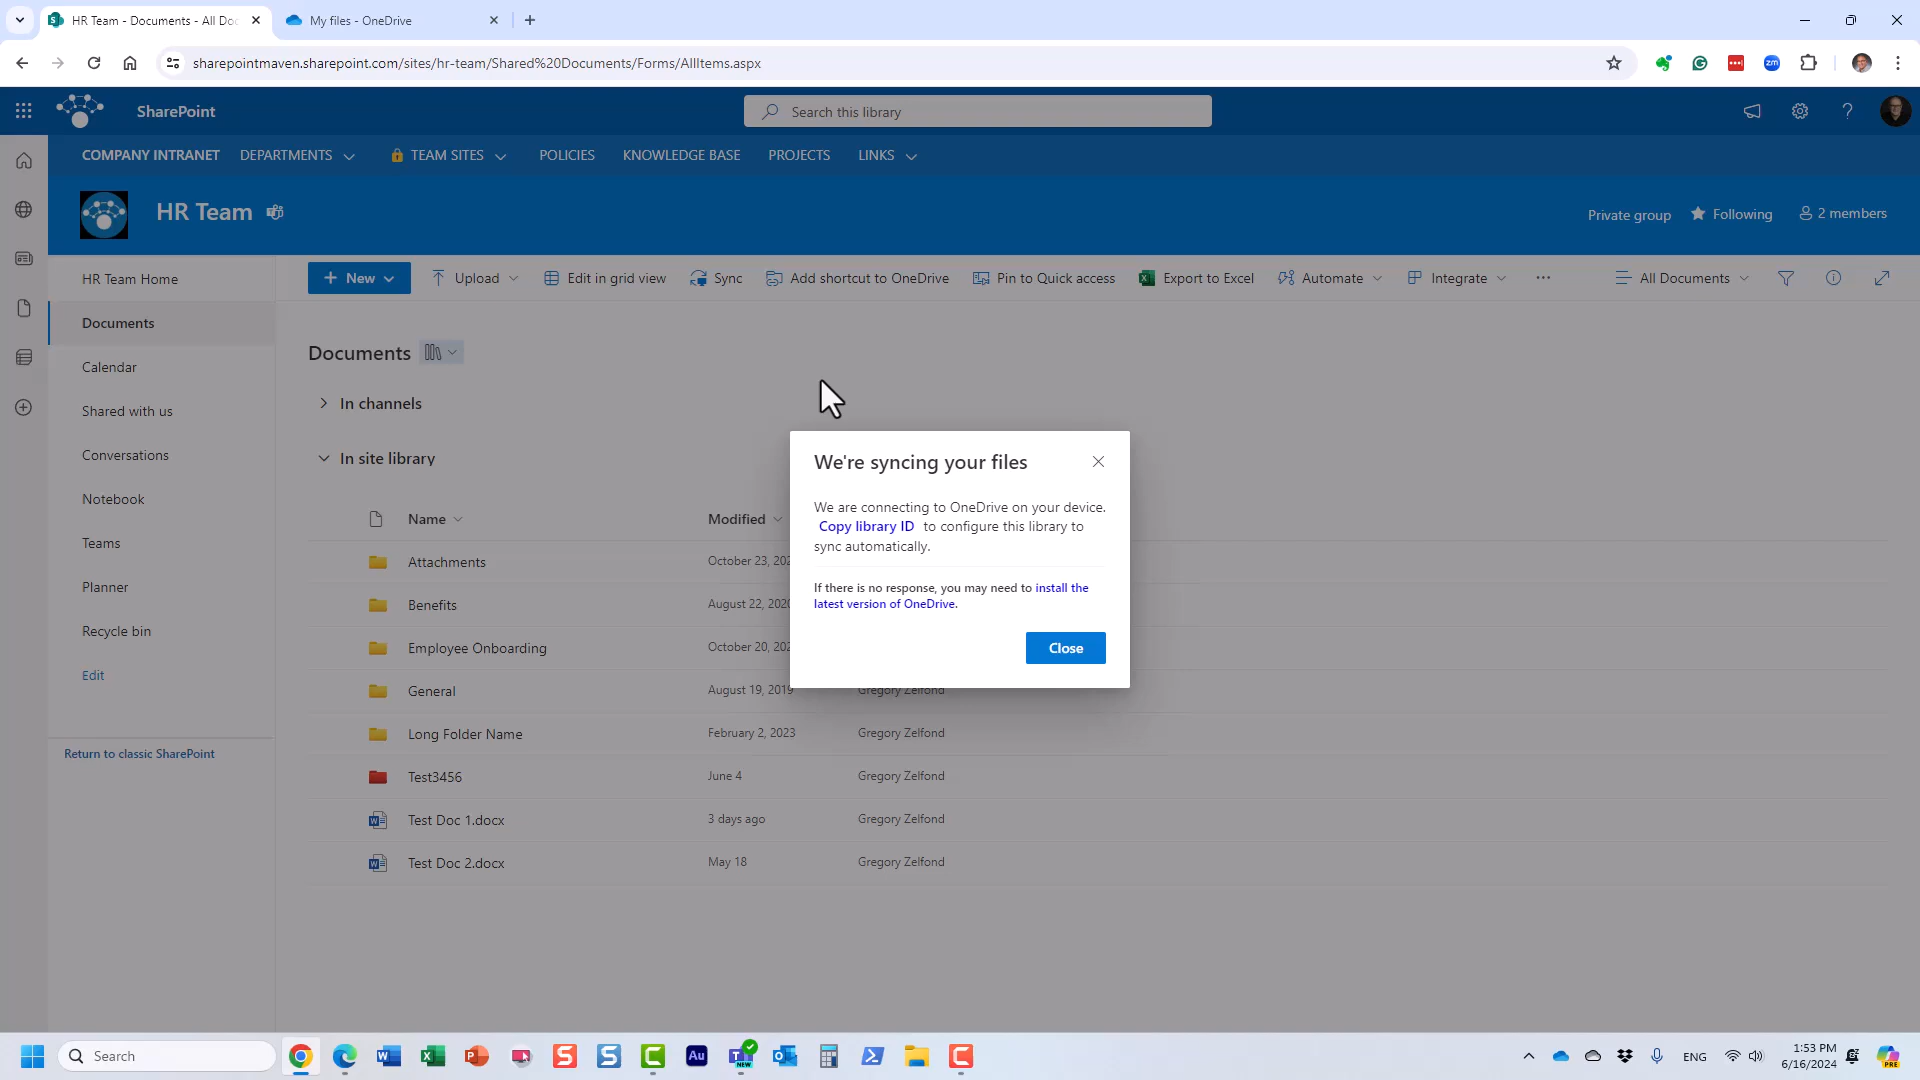 HR Team - Documents - All Doc
My files - OneDrive
sharepointmaven.sharepoint.com/sites/hr-team/Shared%20Documents/Forms/AllItems.aspx
SharePoint
Search this library
COMPANY INTRANET DEPARTMENTS TEAM SITES POLICIES KNOWLEDGE BASE PROJECTS LINKS
HR Team
Private group Following 2 members
HR Team Home
Documents
Calendar
Shared with us
Conversations
Notebook
Teams
Planner
Recycle bin
Edit
Return to classic SharePoint
+ New Upload Edit in grid view Sync Add shortcut to OneDrive Pin to Quick access Export to Excel Automate Integrate ... All Documents
Documents
In channels
In site library
Name Modified
Attachments October 23, 202
Benefits August 22, 2020
Employee Onboarding October 20, 202
General August 19, 2019 Gregory Zelfond
Long Folder Name February 2, 2023 Gregory Zelfond
Test3456 June 4 Gregory Zelfond
Test Doc 1.docx 3 days ago Gregory Zelfond
Test Doc 2.docx May 18 Gregory Zelfond
We're syncing your files
We are connecting to OneDrive on your device.
Copy library ID to configure this library to
sync automatically.
If there is no response, you may need to install the
latest version of OneDrive.
Close
Search
ENG
1:53 PM
6/16/2024